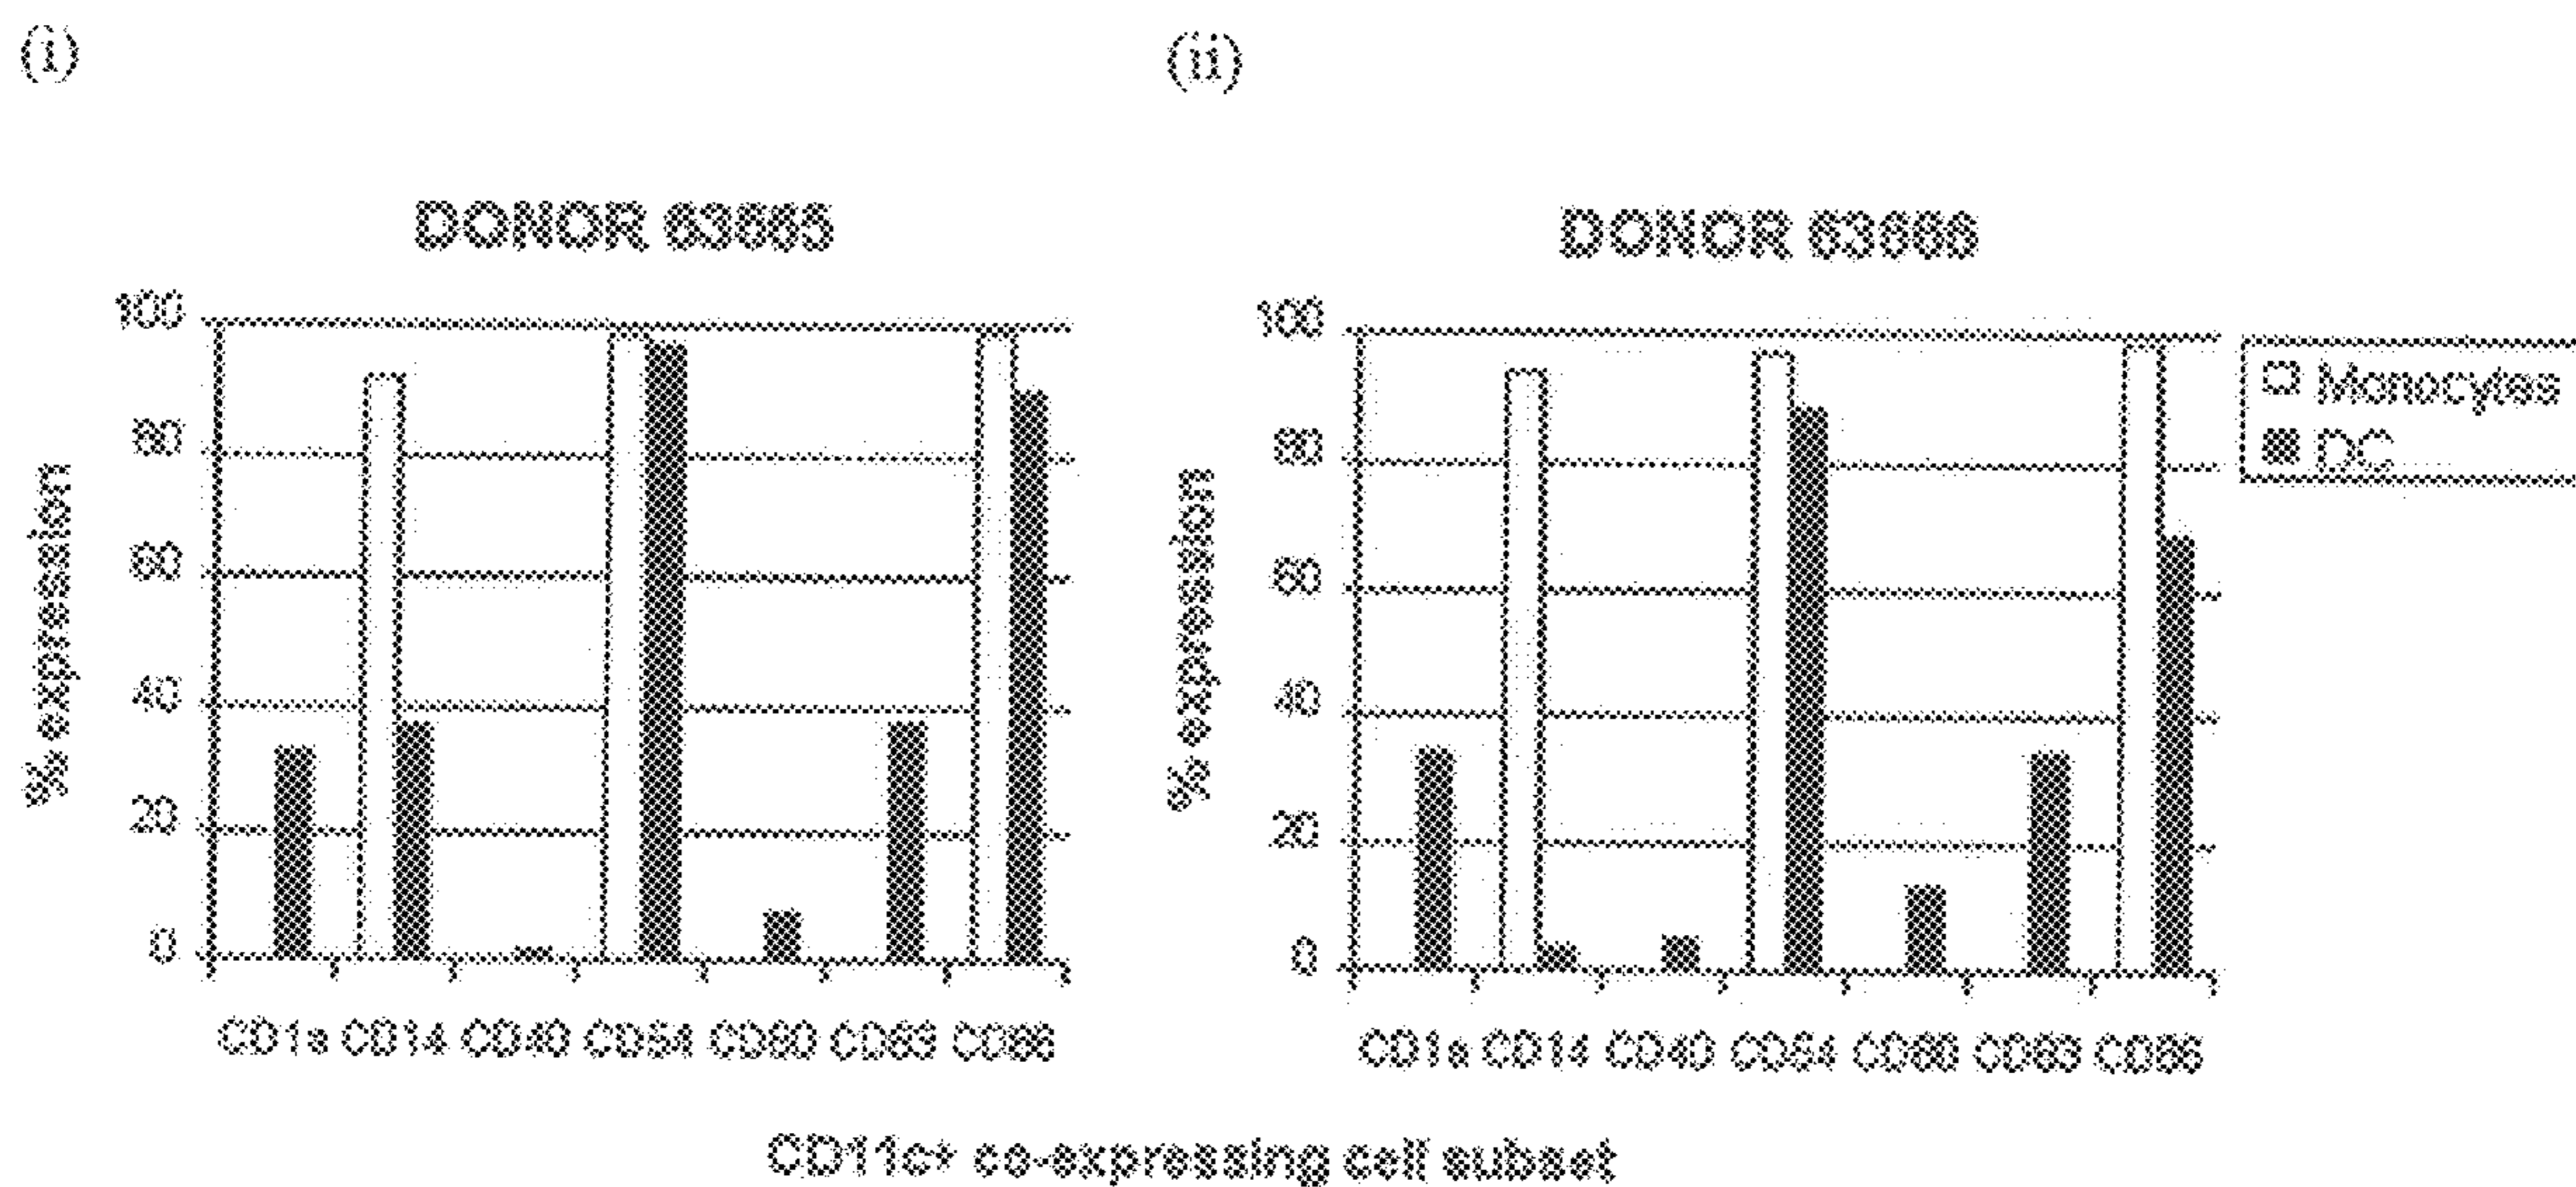 (i)
DONOR 63665
100
80
60
40
20
0
% expression
CD1a CD14 CD40 CD54 CD80 CD83 CD86
(ii)
DONOR 63686
100
80
60
40
20
0
% expression
CD1a CD14 CD40 CD54 CD80 CD83 CD86
Monocytes
DC
CD11c+ co-expressing cell subset